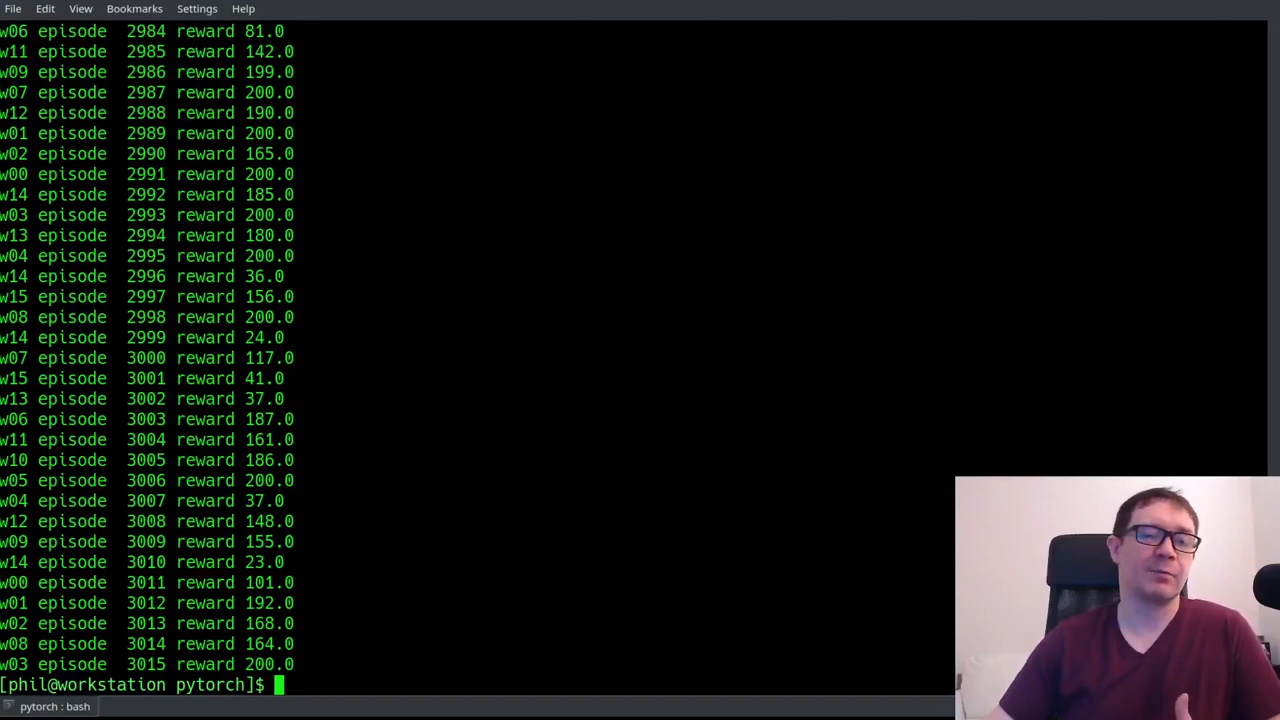 File Edit View Bookmarks Settings Help
w06 episode 2984 reward 81.0
w11 episode 2985 reward 142.0
w09 episode 2986 reward 199.0
w07 episode 2987 reward 200.0
w12 episode 2988 reward 190.0
w01 episode 2989 reward 200.0
w02 episode 2990 reward 165.0
w00 episode 2991 reward 200.0
w14 episode 2992 reward 185.0
w03 episode 2993 reward 200.0
w13 episode 2994 reward 180.0
w04 episode 2995 reward 200.0
w14 episode 2996 reward 36.0
w15 episode 2997 reward 156.0
w08 episode 2998 reward 200.0
w14 episode 2999 reward 24.0
w07 episode 3000 reward 117.0
w15 episode 3001 reward 41.0
w13 episode 3002 reward 37.0
w06 episode 3003 reward 187.0
w11 episode 3004 reward 161.0
w10 episode 3005 reward 186.0
w05 episode 3006 reward 200.0
w04 episode 3007 reward 37.0
w12 episode 3008 reward 148.0
w09 episode 3009 reward 155.0
w14 episode 3010 reward 23.0
w00 episode 3011 reward 101.0
w01 episode 3012 reward 192.0
w02 episode 3013 reward 168.0
w08 episode 3014 reward 164.0
w03 episode 3015 reward 200.0
[phil@workstation pytorch]$
pytorch : bash